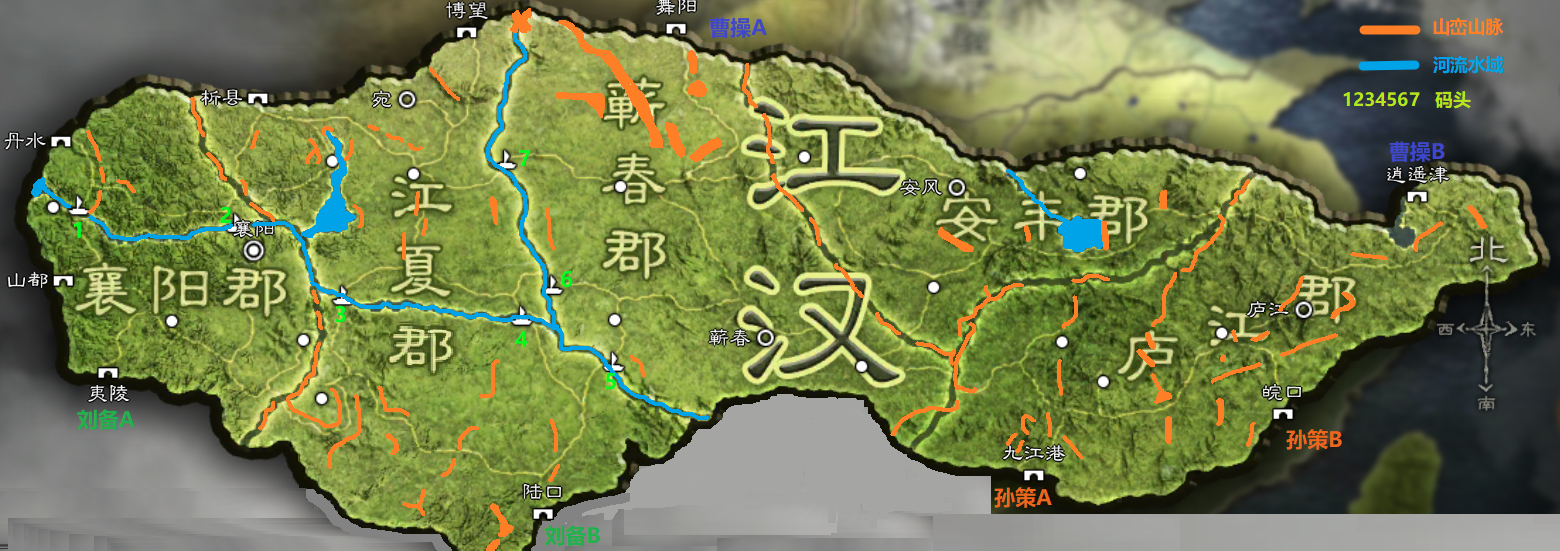 博望
舞阳
曹操A
山峦山脉
河流水域
1234567 码头
析县
宛
丹水
蕲春郡
江汉
曹操B
逍遥津
7
安风
安丰郡
江夏郡
1
2
襄阳
山都
襄阳郡
3
4
6
5
蕲春
北
西
东
南
庐江
庐江郡
夷陵
刘备A
皖口
孙策B
九江港
孙策A
陆口
刘备B